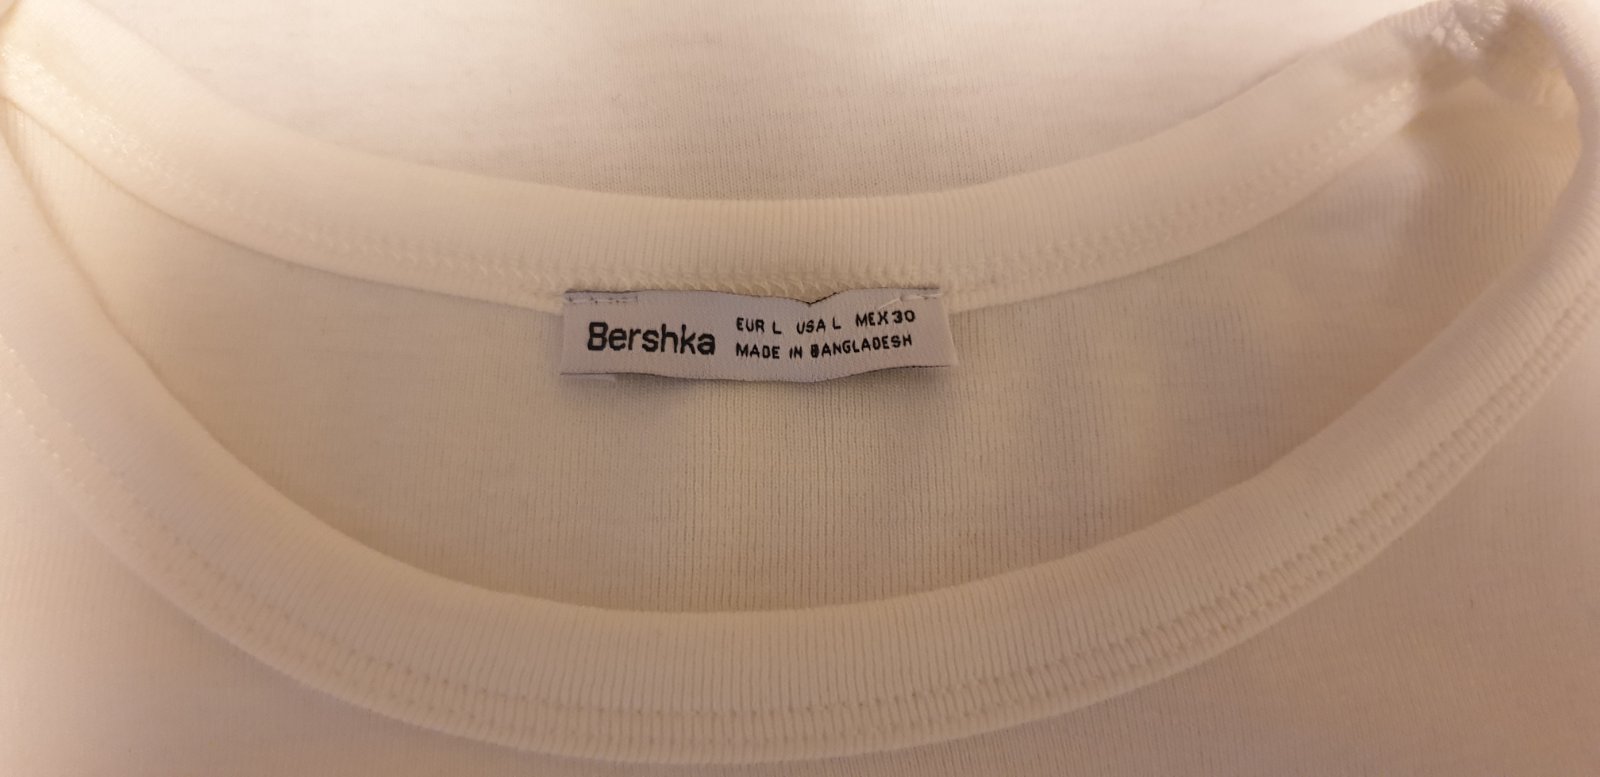 Bershka
EUR L USA L MEX 30
MADE IN BANGLADESH